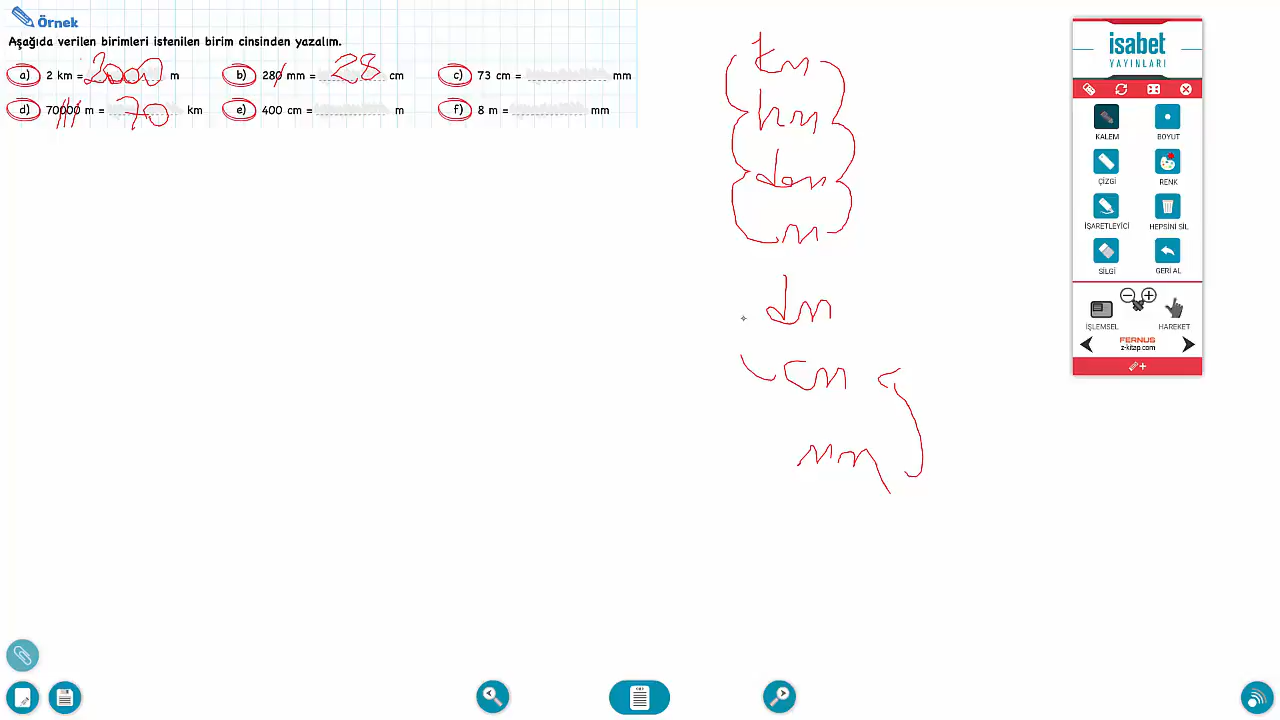 Örnek
Aşağıda verilen birimleri istenilen birim cinsinden yazalım.
a) 2 km = 2000 m b) 280 mm = 28 cm c) 73 cm = mm
d) 70000 m = 70 km e) 400 cm = m f) 8 m = mm
km
hm
dam
m
dm
cm
mm
isabet
YAYINLARI
KALEM BOYUT
ÇİZGİ RENK
İŞARETLEYİCİ HEPSİNİ SİL
SİLGİ GERİ AL
İŞLEMSEL HAREKET
FERNUS
z-kitap.com